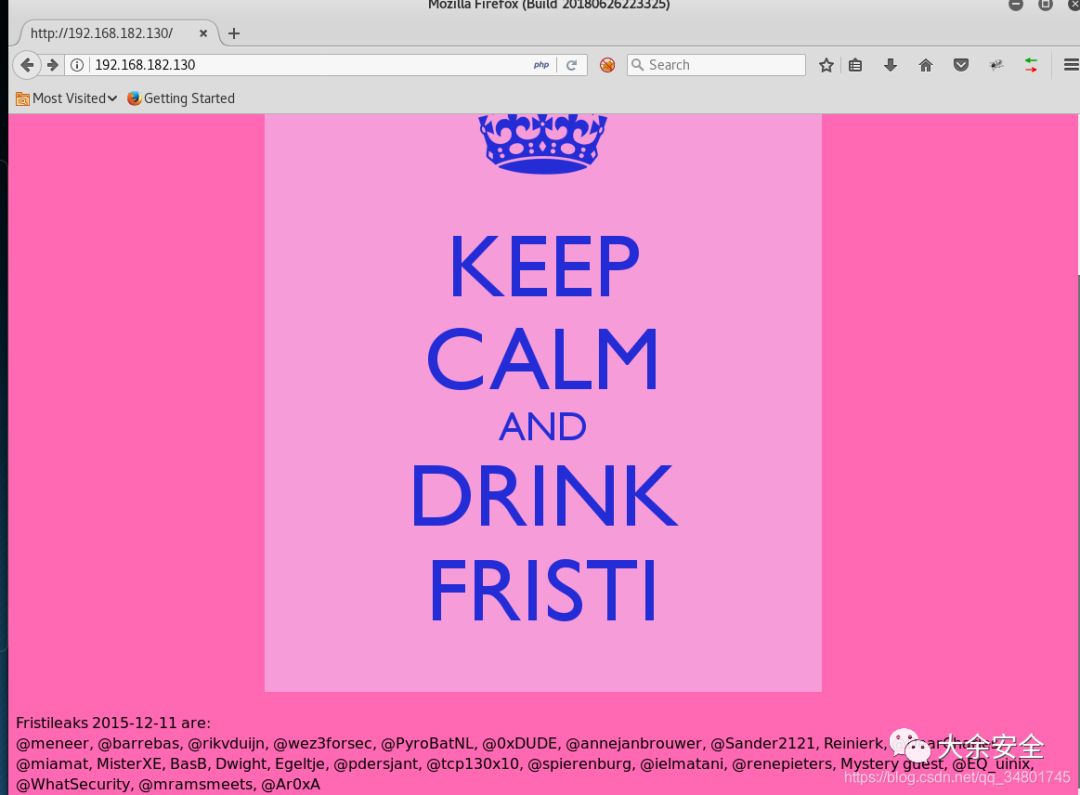 Mozilla Firefox (Build 20180626223325)
http://192.168.182.130/
192.168.182.130 php Search
Most Visited Getting Started
KEEP
CALM
AND
DRINK
FRISTI
Fristileaks 2015-12-11 are:
@meneer, @barrebas, @rikvduijn, @wez3forsec, @PyroBatNL, @0xDUDE, @annejanbrouwer, @Sander2121, Reinierk,
@miamat, MisterXE, BasB, Dwight, Egeltje, @pdersjant, @tcp130x10, @spierenburg, @ielmatani, @renepieters, Mystery guest, @EQ_uinix,
@WhatSecurity, @mramsmeets, @Ar0xA
大余安全
https://blog.csdn.net/qq_34801745